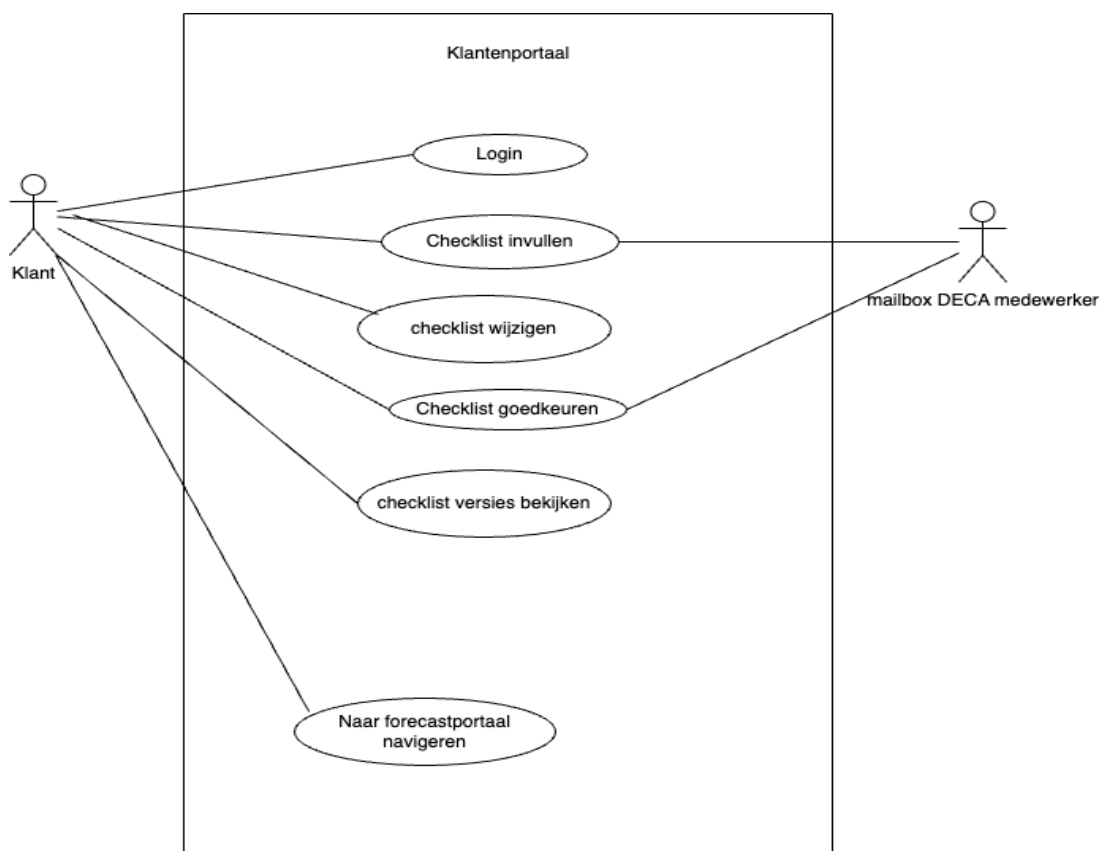 Klantenportaal
Login
Checklist invullen
Klant
mailbox DECA medewerker
checklist wijzigen
Checklist goedkeuren
checklist versies bekijken
Naar forecastportaal
navigeren